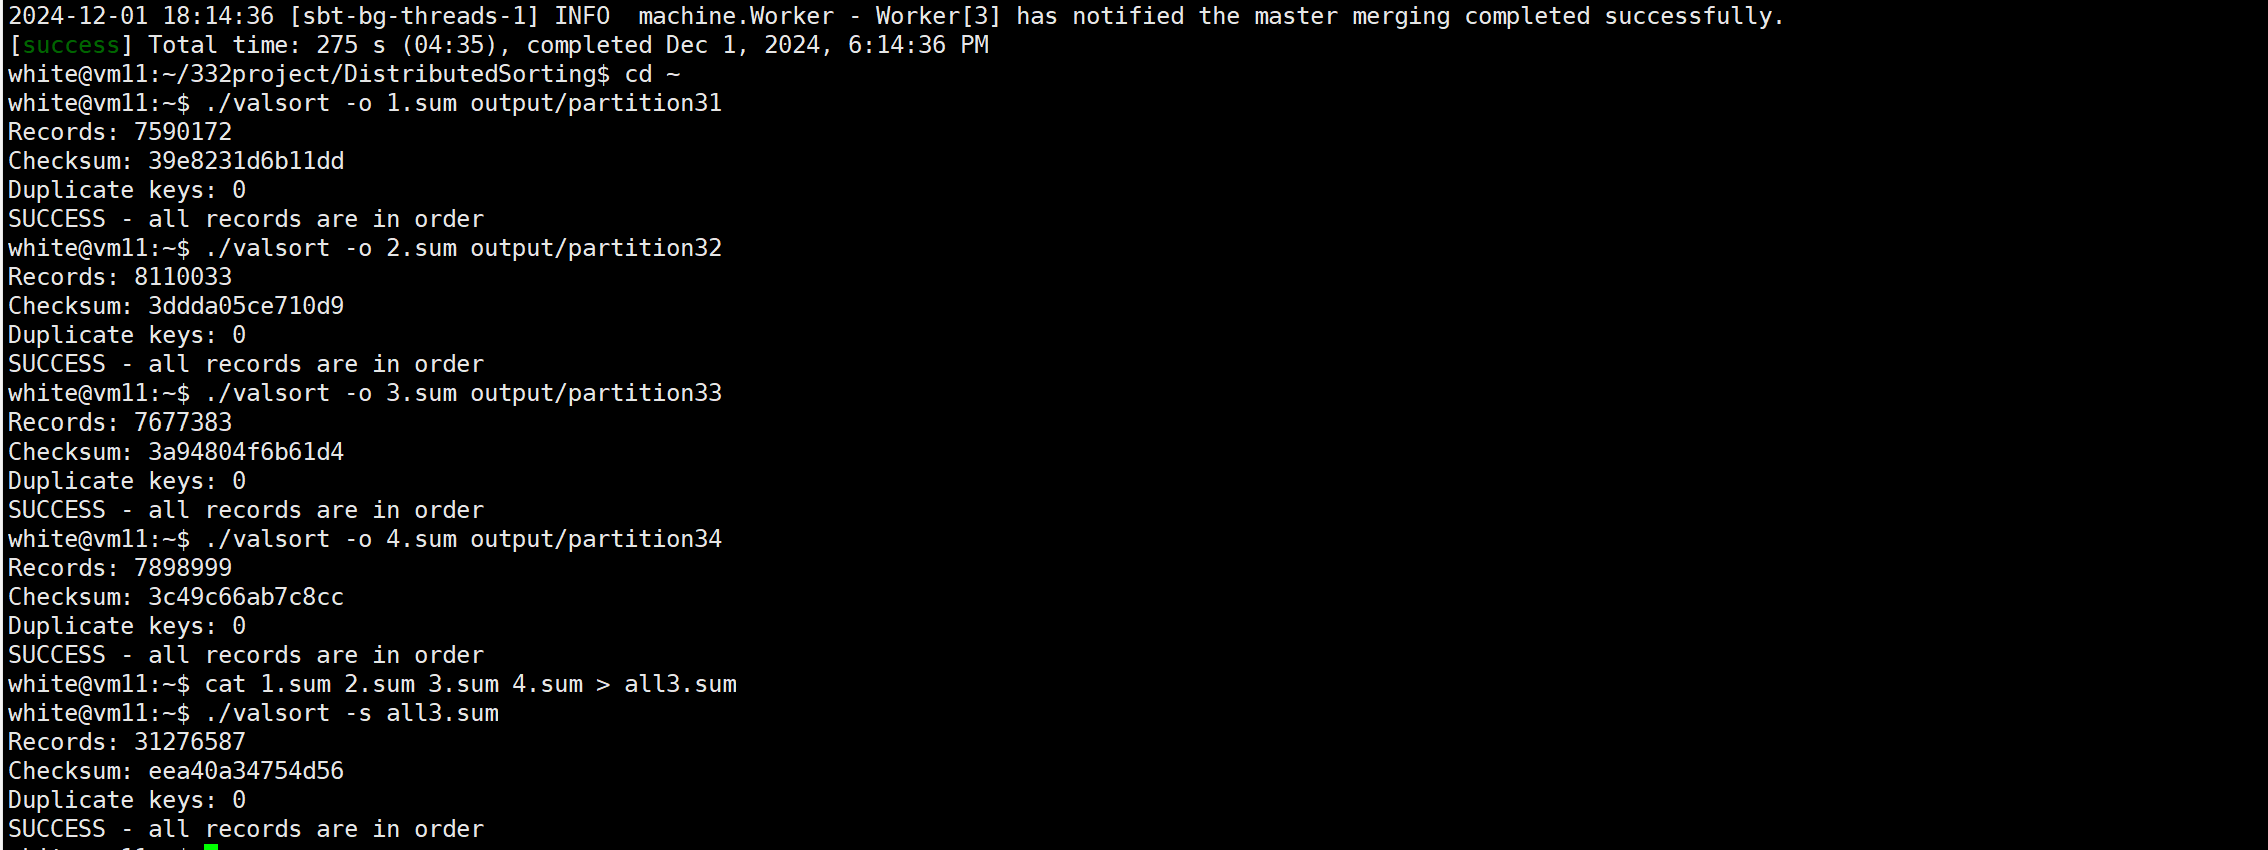 2024-12-01 18:14:36 [sbt-bg-threads-1] INFO  machine.Worker - Worker[3] has notified the master merging completed successfully.
[success] Total time: 275 s (04:35), completed Dec 1, 2024, 6:14:36 PM
white@vm11:~/332project/DistributedSorting$ cd ~
white@vm11:~$ ./valsort -o 1.sum output/partition31
Records: 7590172
Checksum: 39e8231d6b11dd
Duplicate keys: 0
SUCCESS - all records are in order
white@vm11:~$ ./valsort -o 2.sum output/partition32
Records: 8110033
Checksum: 3ddda05ce710d9
Duplicate keys: 0
SUCCESS - all records are in order
white@vm11:~$ ./valsort -o 3.sum output/partition33
Records: 7677383
Checksum: 3a94804f6b61d4
Duplicate keys: 0
SUCCESS - all records are in order
white@vm11:~$ ./valsort -o 4.sum output/partition34
Records: 7898999
Checksum: 3c49c66ab7c8cc
Duplicate keys: 0
SUCCESS - all records are in order
white@vm11:~$ cat 1.sum 2.sum 3.sum 4.sum > all3.sum
white@vm11:~$ ./valsort -s all3.sum
Records: 31276587
Checksum: eea40a34754d56
Duplicate keys: 0
SUCCESS - all records are in order